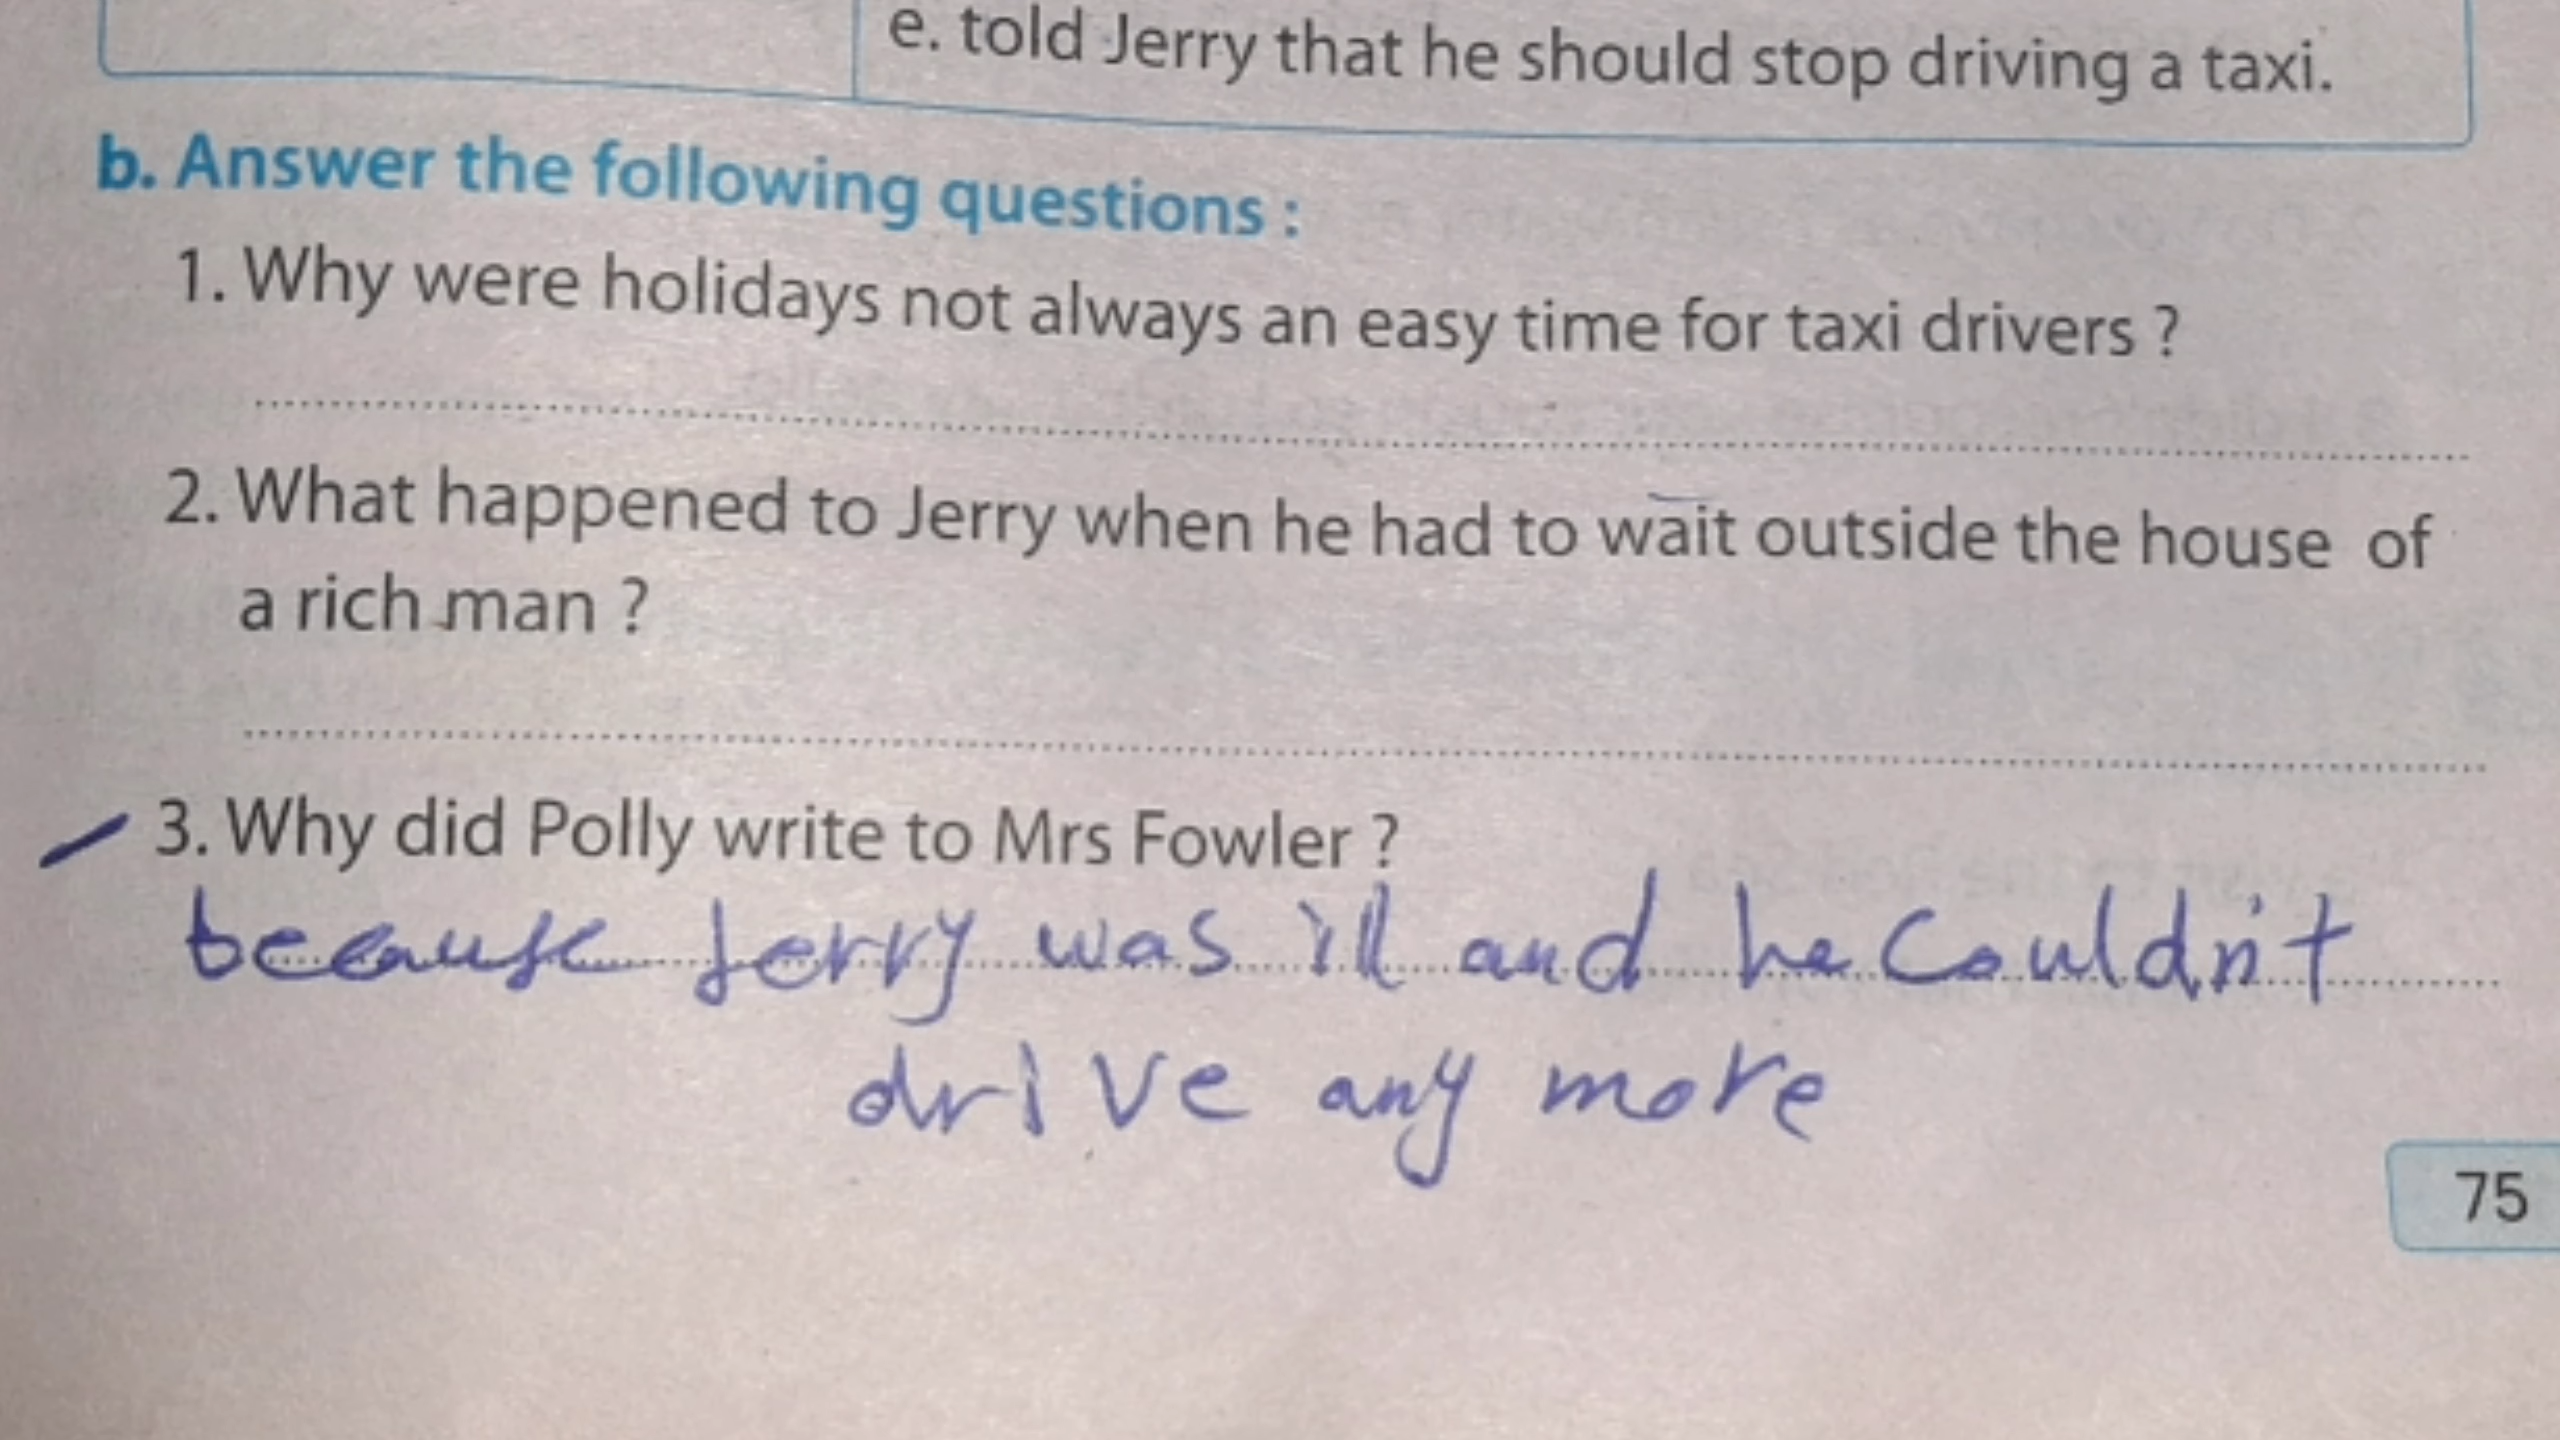 e. told Jerry that he should stop driving a taxi.
b. Answer the following questions :
1. Why were holidays not always an easy time for taxi drivers ?
2. What happened to Jerry when he had to wait outside the house of
a rich man ?
3. Why did Polly write to Mrs Fowler ?
because Jerry was ill and he Couldn't
drive any more
75